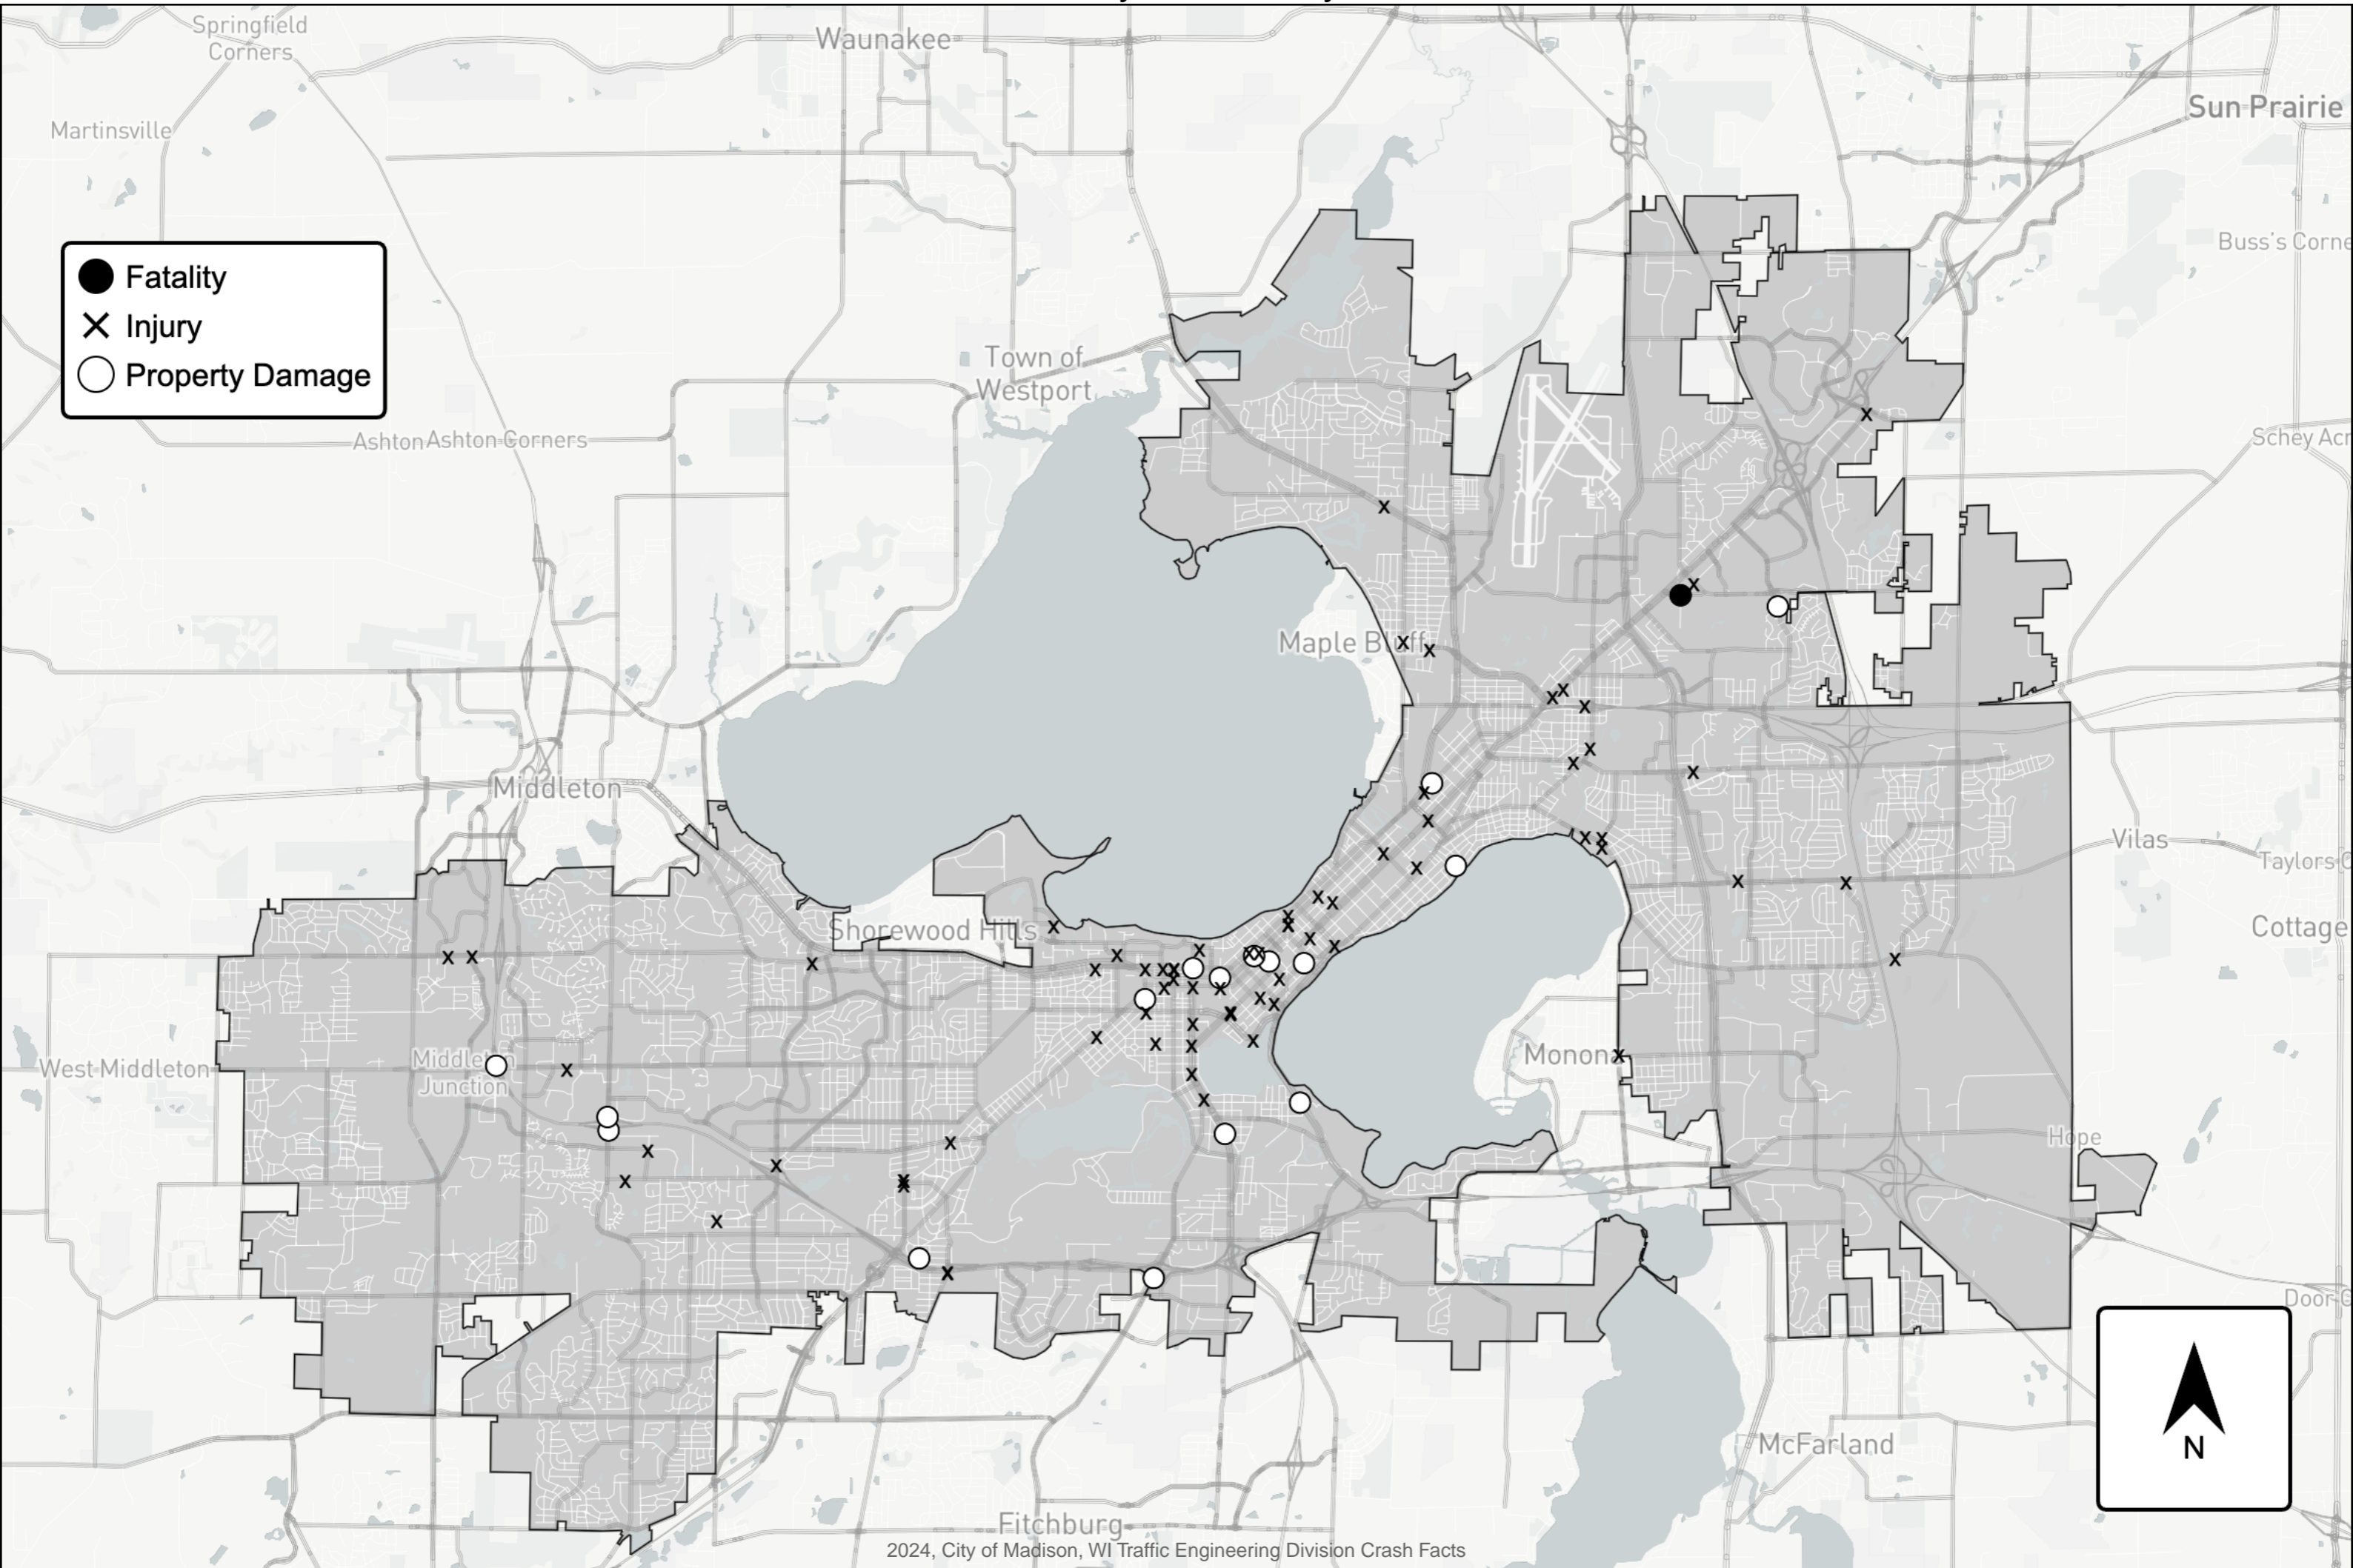 Springfield
Corners
Waunakee
Sun Prairie
Martinsville
Buss's Corne
Fatality
Injury
Property Damage
Town of
Westport
Ashton Ashton Corners
Schey Acr
Maple Bluff
Middleton
Vilas
Taylors C
Shorewood Hills
Cottage
West Middleton
Middleton
Junction
Monona
Hope
Door C
McFarland
N
Fitchburg
2024, City of Madison, WI Traffic Engineering Division Crash Facts